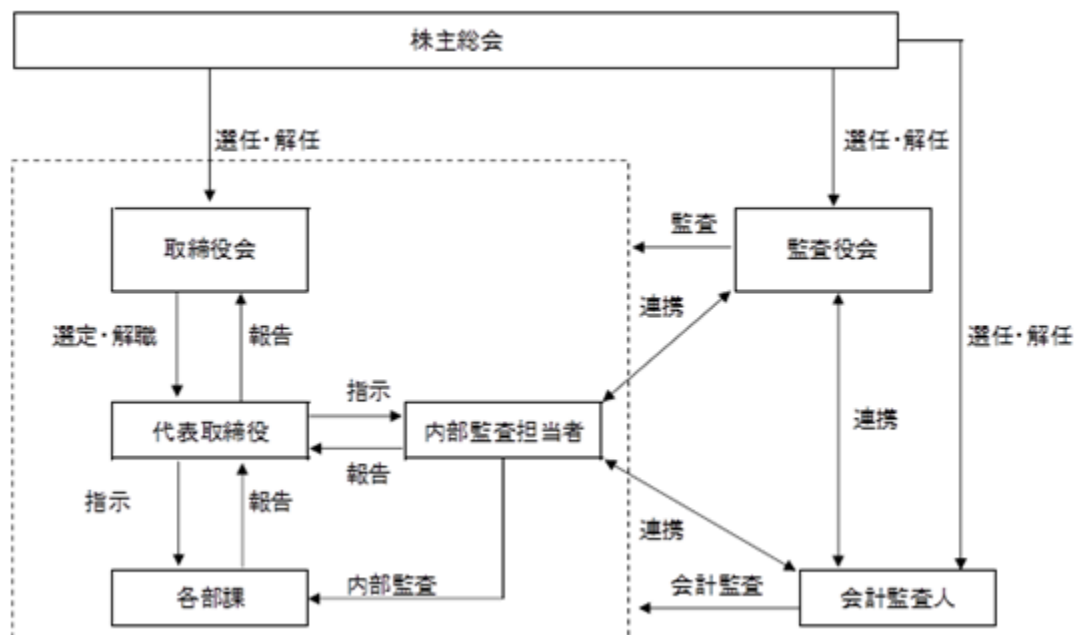 株主総会
選任・解任
選任・解任
取締役会
監査
監査役会
連携
選定・解職
報告
選任・解任
指示
代表取締役
内部監査担当者
連携
報告
指示
報告
連携
各部課
内部監査
会計監査
会計監査人